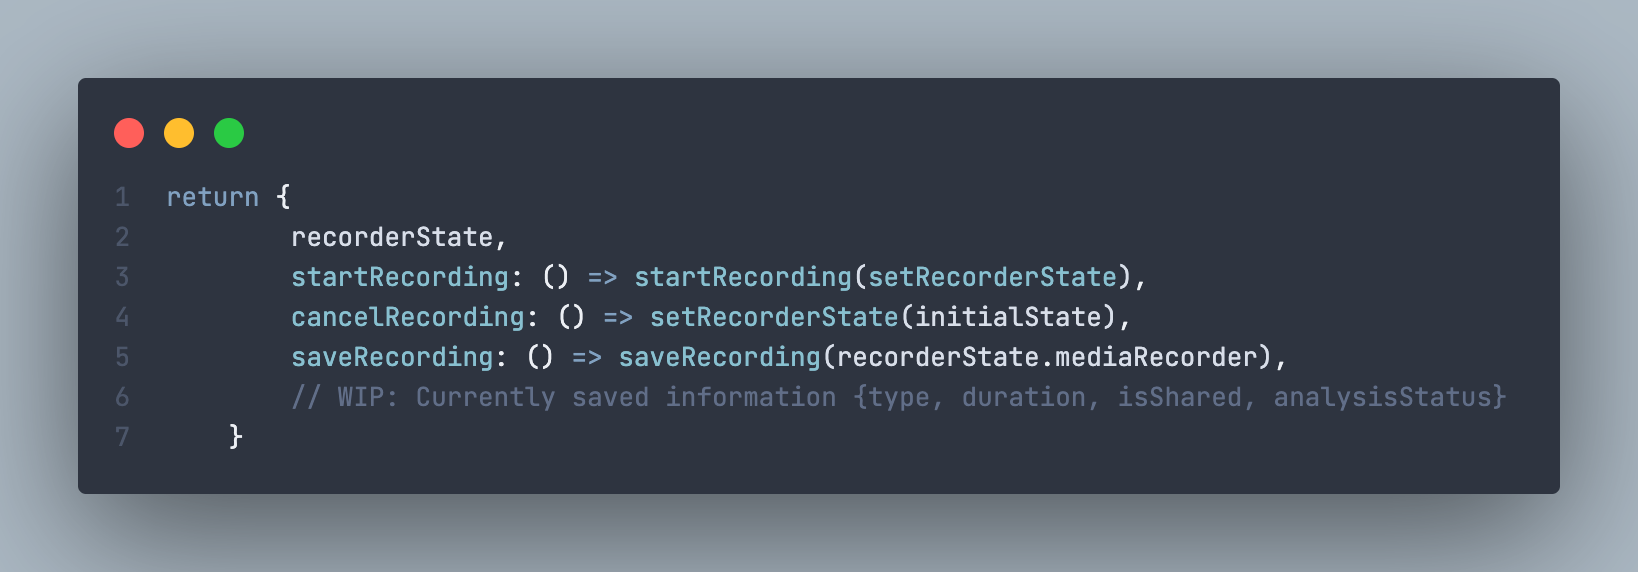 1 return {
2 recorderState,
3 startRecording: () => startRecording(setRecorderState),
4 cancelRecording: () => setRecorderState(initialState),
5 saveRecording: () => saveRecording(recorderState.mediaRecorder),
6 // WIP: Currently saved information {type, duration, isShared, analysisStatus}
7 }